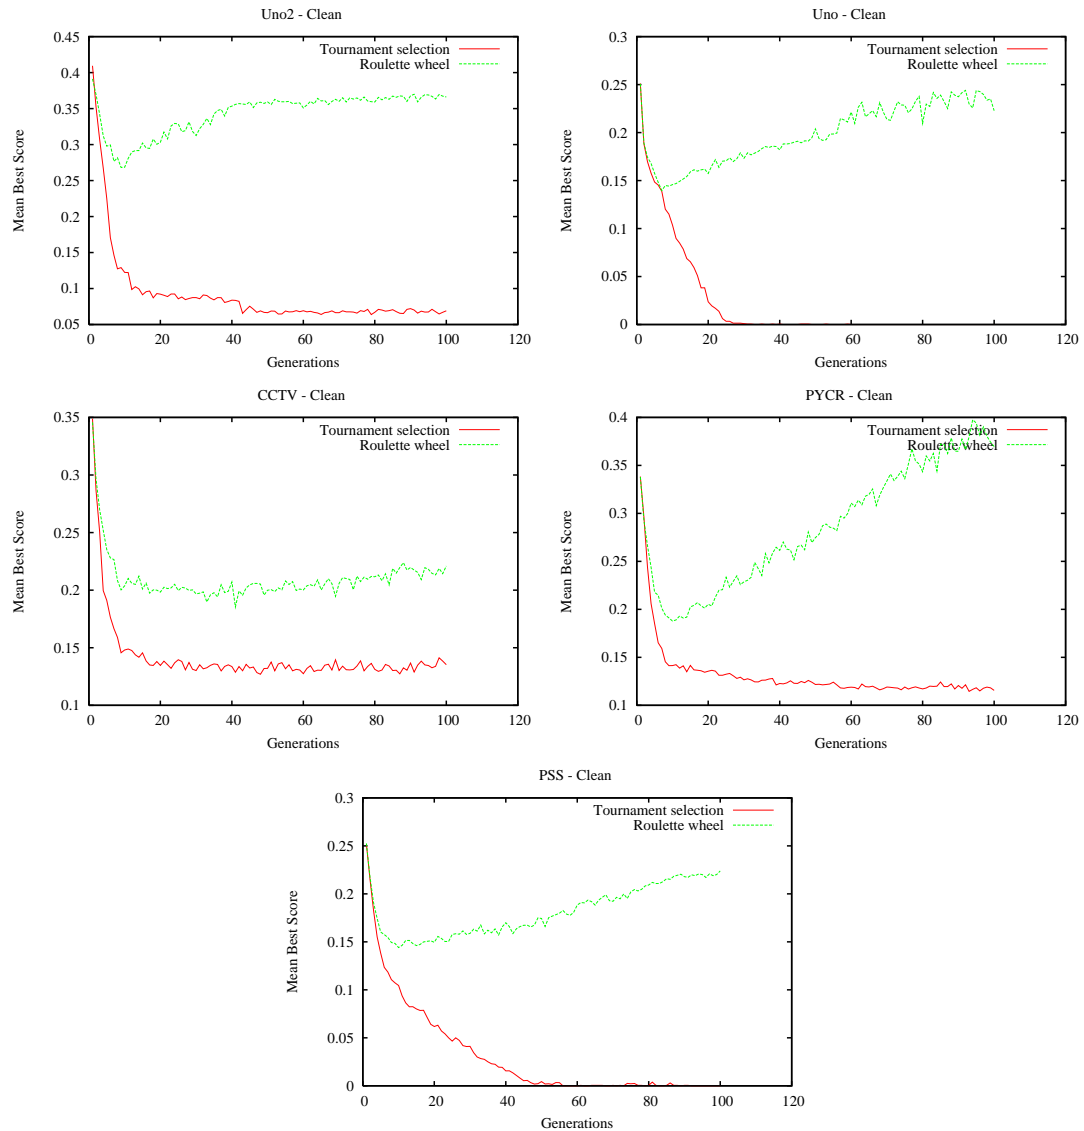 Uno2 - Clean
0.45
0.4
0.35
0.3
0.25
0.2
0.15
0.1
0.05
Mean Best Score
Tournament selection
Roulette wheel
0 20 40 60 80 100 120
Generations
Uno - Clean
0.3
0.25
0.2
0.15
0.1
0.05
0
Mean Best Score
Tournament selection
Roulette wheel
0 20 40 60 80 100 120
Generations
CCTV - Clean
0.35
0.3
0.25
0.2
0.15
0.1
Mean Best Score
Tournament selection
Roulette wheel
0 20 40 60 80 100 120
Generations
PYCR - Clean
0.4
0.35
0.3
0.25
0.2
0.15
0.1
Mean Best Score
Tournament selection
Roulette wheel
0 20 40 60 80 100 120
Generations
PSS - Clean
0.3
0.25
0.2
0.15
0.1
0.05
0
Mean Best Score
Tournament selection
Roulette wheel
0 20 40 60 80 100 120
Generations